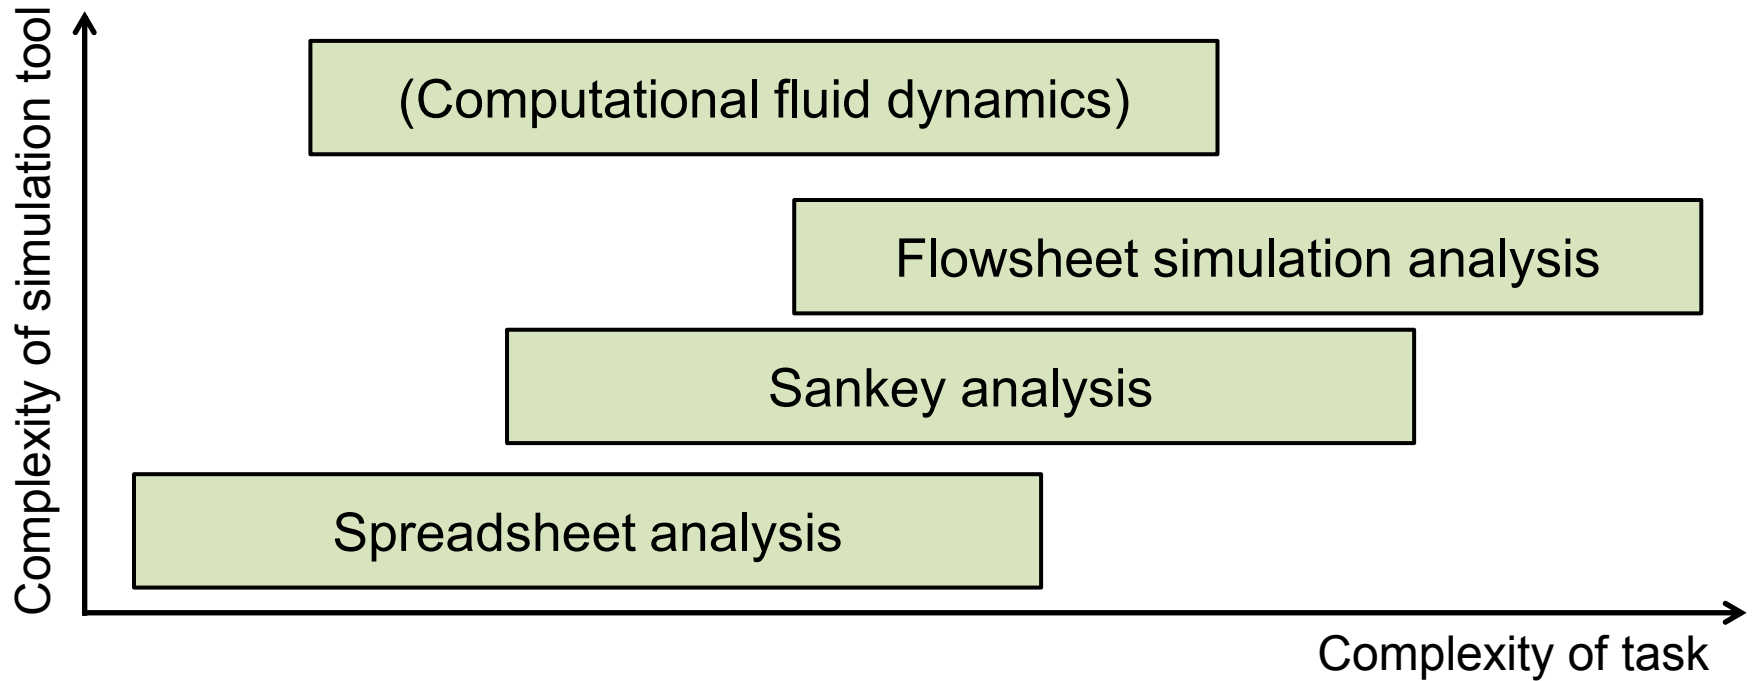 Complexity of simulation tool
(Computational fluid dynamics)
Flowsheet simulation analysis
Sankey analysis
Spreadsheet analysis
Complexity of task